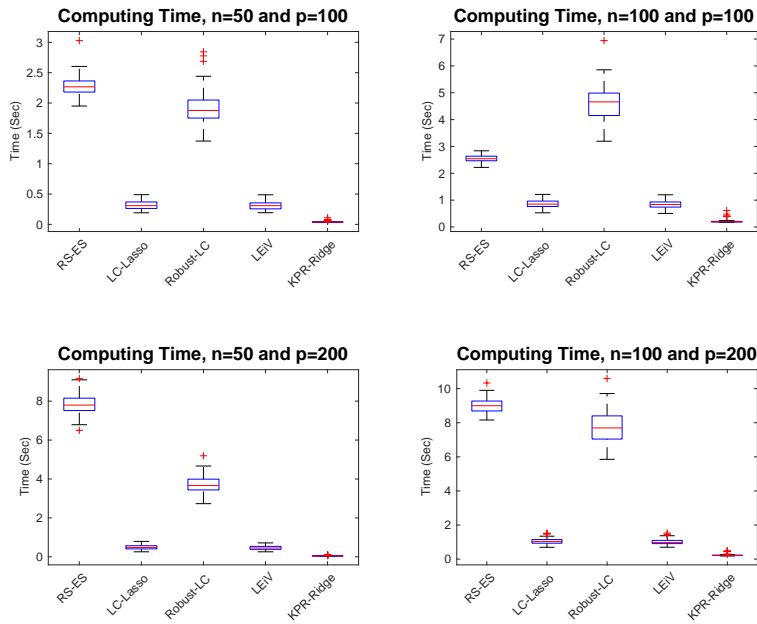 Computing Time, n=50 and p=100
3
2.5
2
1.5
1
0.5
0
Time (Sec)
RS-ES
LC-Lasso
Robust-LC
LEiV
KPR-Ridge
Computing Time, n=100 and p=100
7
6
5
4
3
2
1
0
Time (Sec)
RS-ES
LC-Lasso
Robust-LC
LEiV
KPR-Ridge
Computing Time, n=50 and p=200
8
6
4
2
0
Time (Sec)
RS-ES
LC-Lasso
Robust-LC
LEiV
KPR-Ridge
Computing Time, n=100 and p=200
10
8
6
4
2
0
Time (Sec)
RS-ES
LC-Lasso
Robust-LC
LEiV
KPR-Ridge